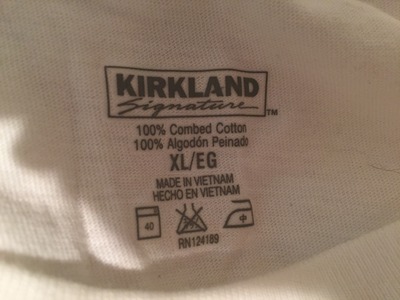 KIRKLAND
Signature™
100% Combed Cotton
100% Algodón Peinado
XL/EG
MADE IN VIETNAM
HECHO EN VIETNAM
40
RN124189